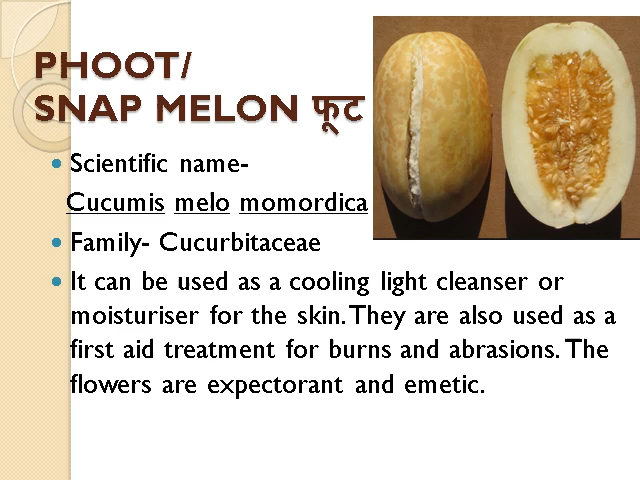 PHOOT/
SNAP MELON फूट
• Scientific name-
Cucumis melo momordica
• Family- Cucurbitaceae
• It can be used as a cooling light cleanser or
moisturiser for the skin. They are also used as a
first aid treatment for burns and abrasions. The
flowers are expectorant and emetic.